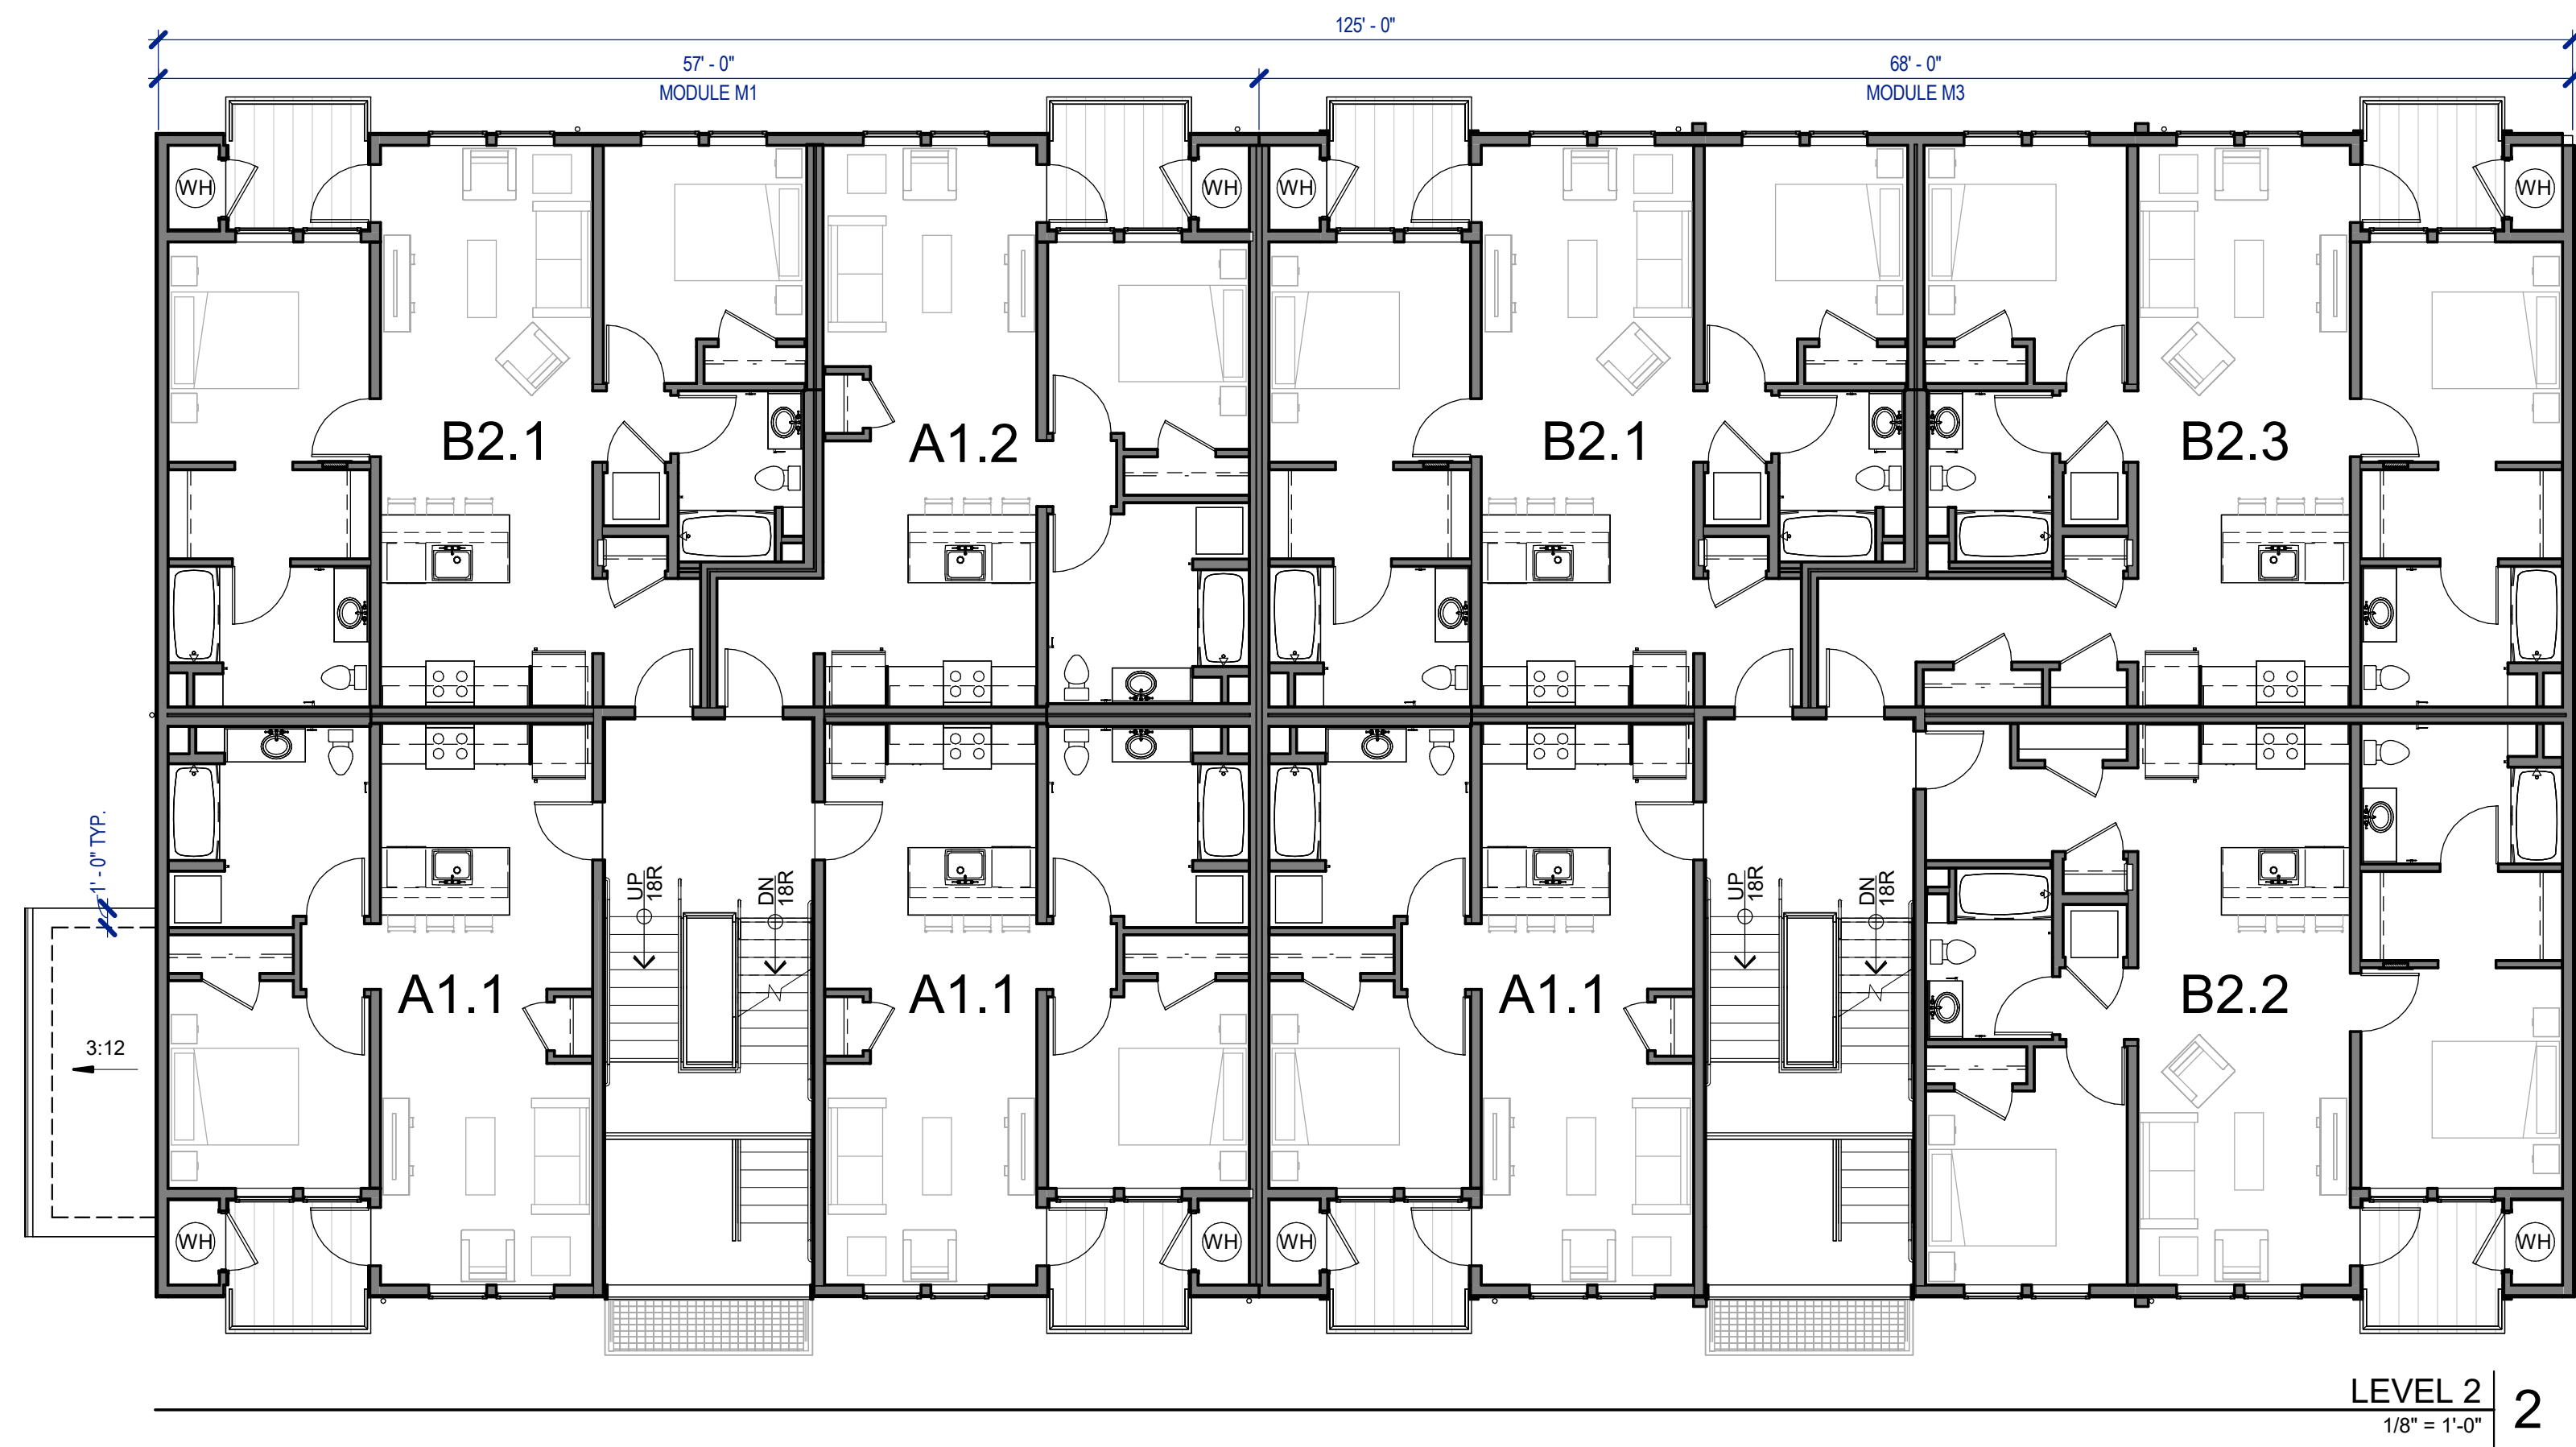 125' - 0"
57' - 0"
68' - 0"
MODULE M1
MODULE M3
WH
WH
WH
WH
B2.1
A1.2
B2.1
B2.3
1' - 0" TYP.
UP
18R
DN
18R
UP
18R
DN
18R
A1.1
A1.1
A1.1
B2.2
3:12
WH
WH
WH
WH
LEVEL 2
1/8" = 1'-0"
2